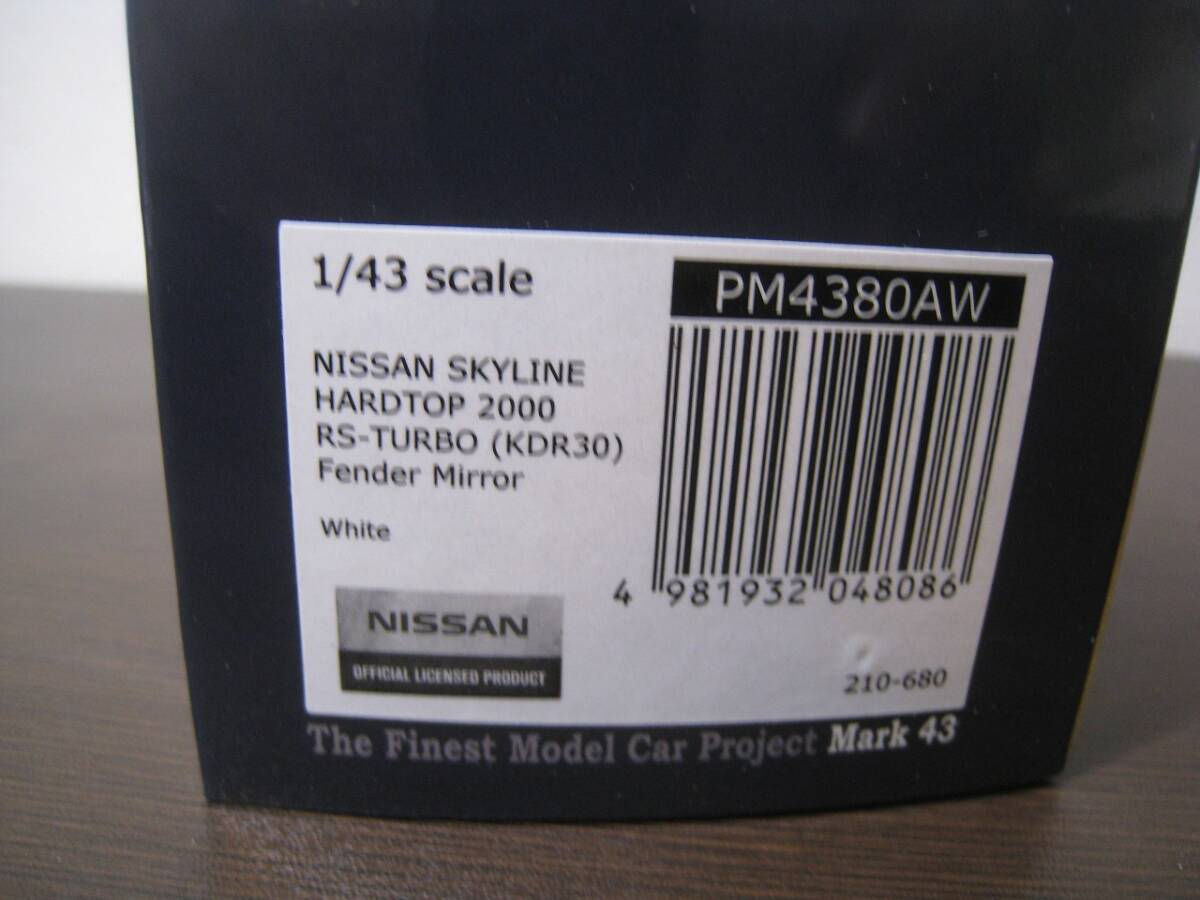 1/43 scale
PM4380AW
NISSAN SKYLINE
HARDTOP 2000
RS-TURBO (KDR30)
Fender Mirror
White
4 981932 048086
NISSAN
OFFICIAL LICENSED PRODUCT
210-680
The Finest Model Car Project Mark 43